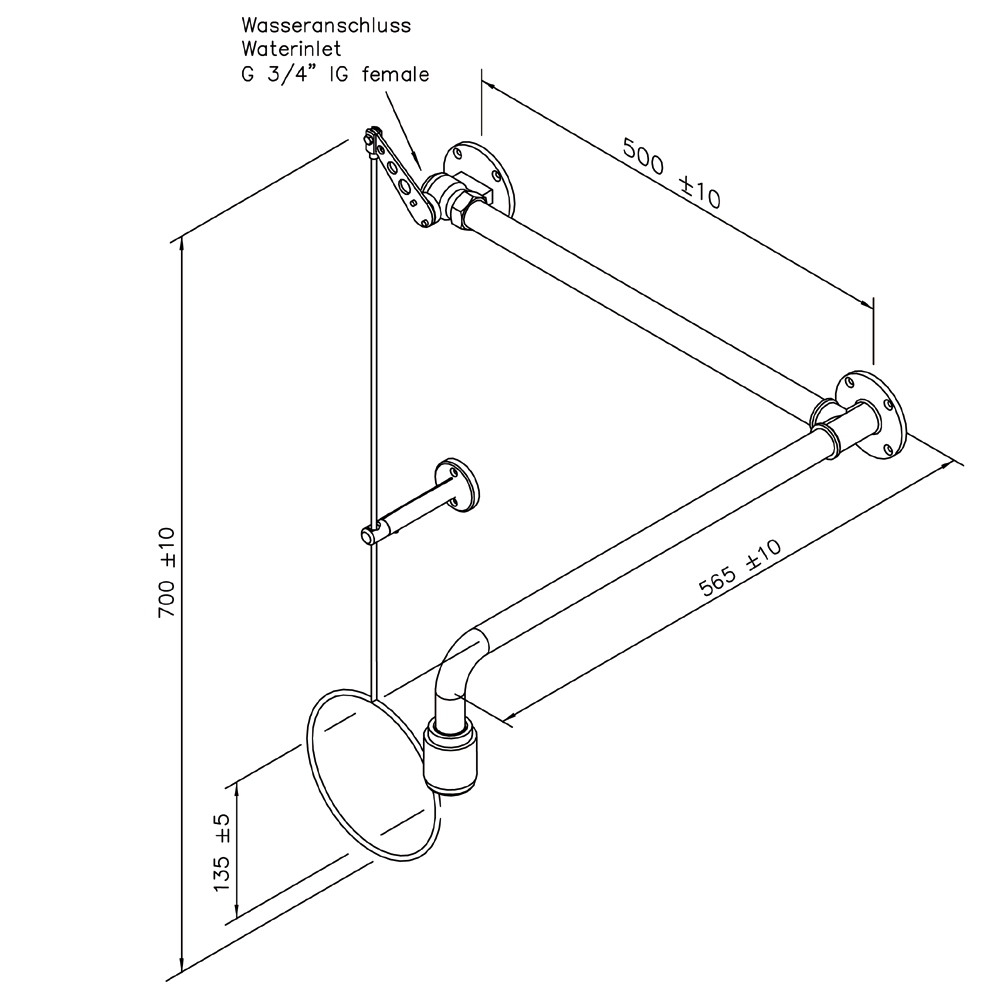 Wasseranschluss
Waterinlet
G 3/4" IG female
500 ±10
700 ±10
565 ±10
135 ±5